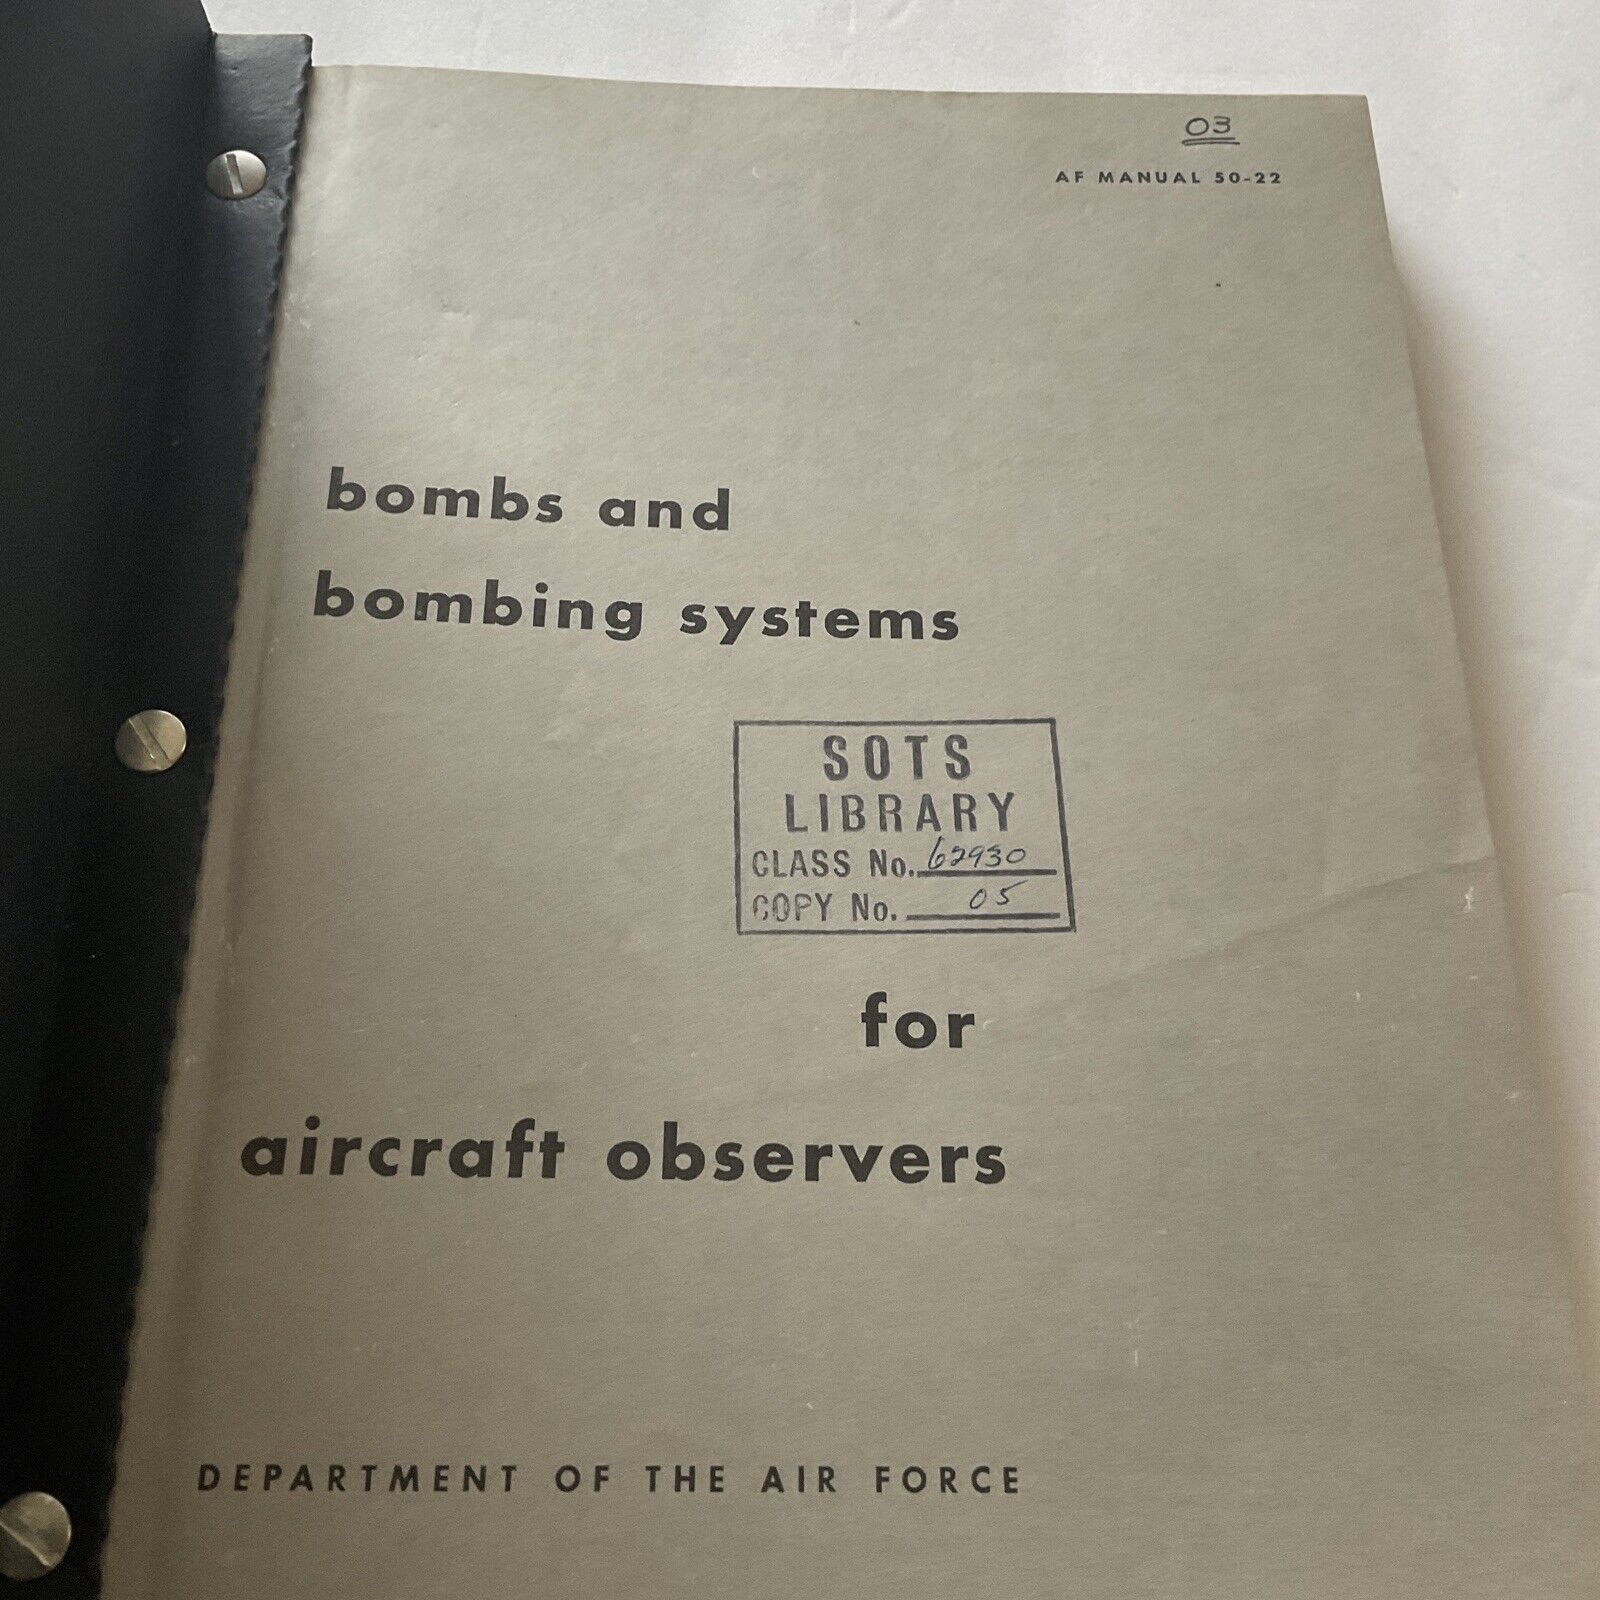 03
AF MANUAL 50-22
bombs and
bombing systems
SOTS
LIBRARY
CLASS No. 62930
COPY No. 05
for
aircraft observers
DEPARTMENT OF THE AIR FORCE